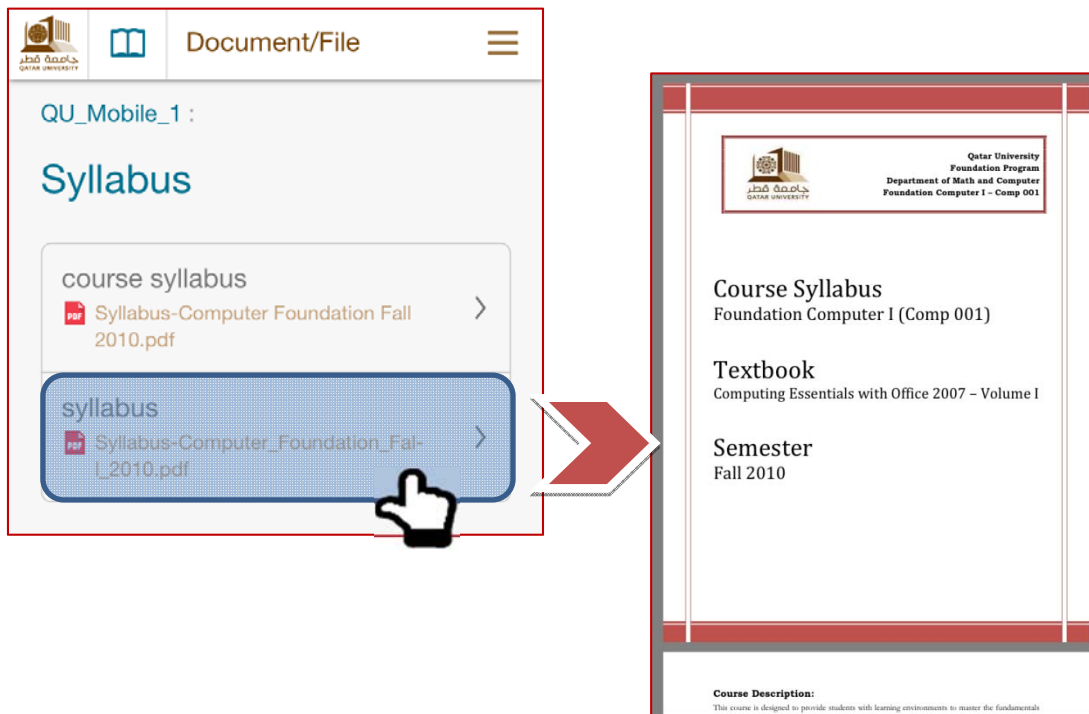 جامعة قطر
QATAR UNIVERSITY
Document/File
QU_Mobile_1 :
Syllabus
course syllabus
PDF
Syllabus-Computer Foundation Fall
2010.pdf
syllabus
PDF
Syllabus-Computer_Foundation_Fal-
l_2010.pdf
جامعة قطر
QATAR UNIVERSITY
Qatar University
Foundation Program
Department of Math and Computer
Foundation Computer I – Comp 001
Course Syllabus
Foundation Computer I (Comp 001)
Textbook
Computing Essentials with Office 2007 – Volume I
Semester
Fall 2010
Course Description:
This course is designed to provide students with learning environments to master the fundamentals